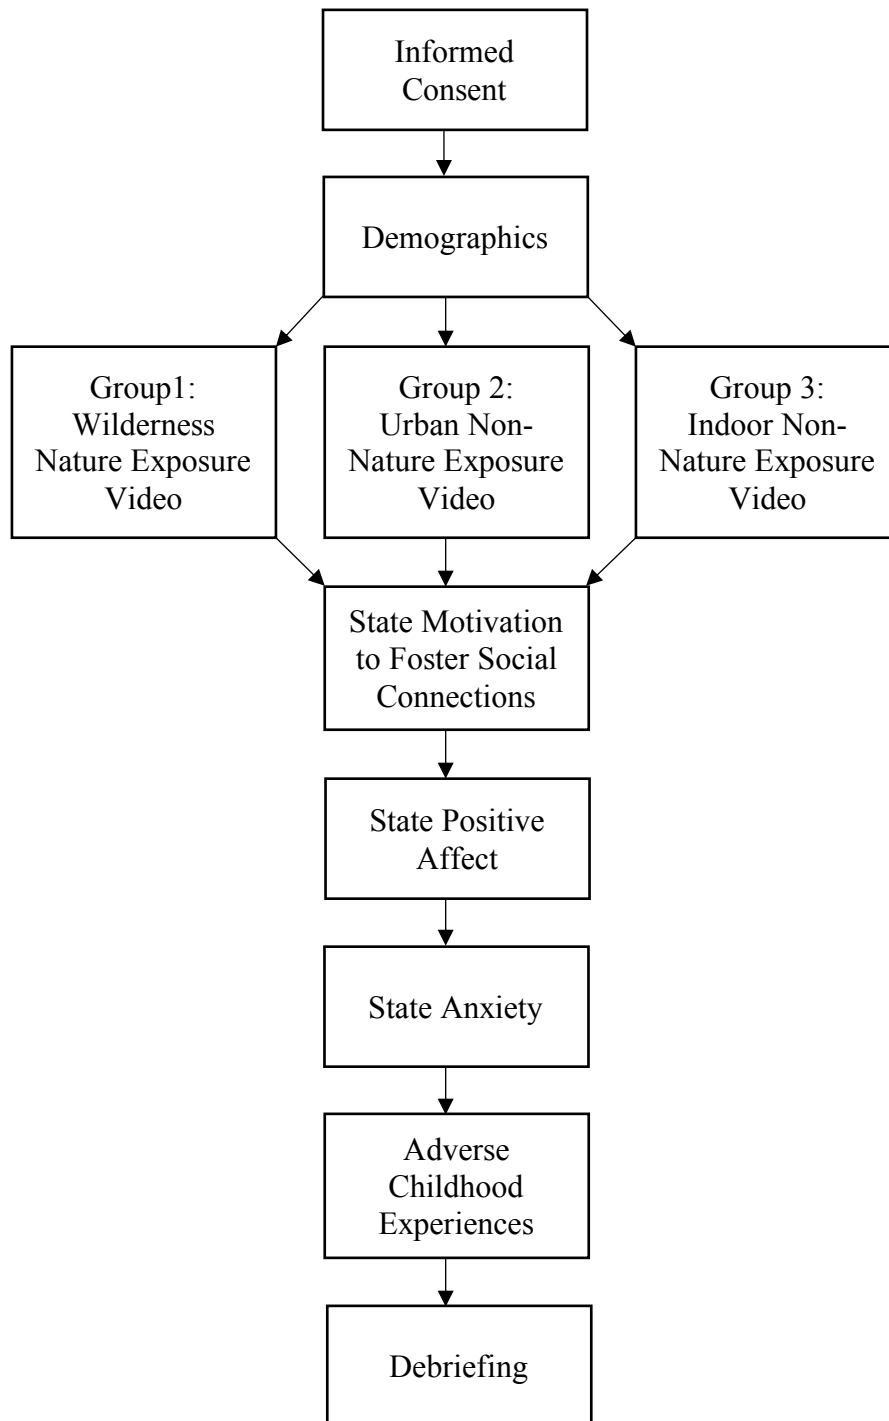 Informed
Consent
Demographics
Group1:
Wilderness
Nature Exposure
Video
Group 2:
Urban Non-
Nature Exposure
Video
Group 3:
Indoor Non-
Nature Exposure
Video
State Motivation
to Foster Social
Connections
State Positive
Affect
State Anxiety
Adverse
Childhood
Experiences
Debriefing